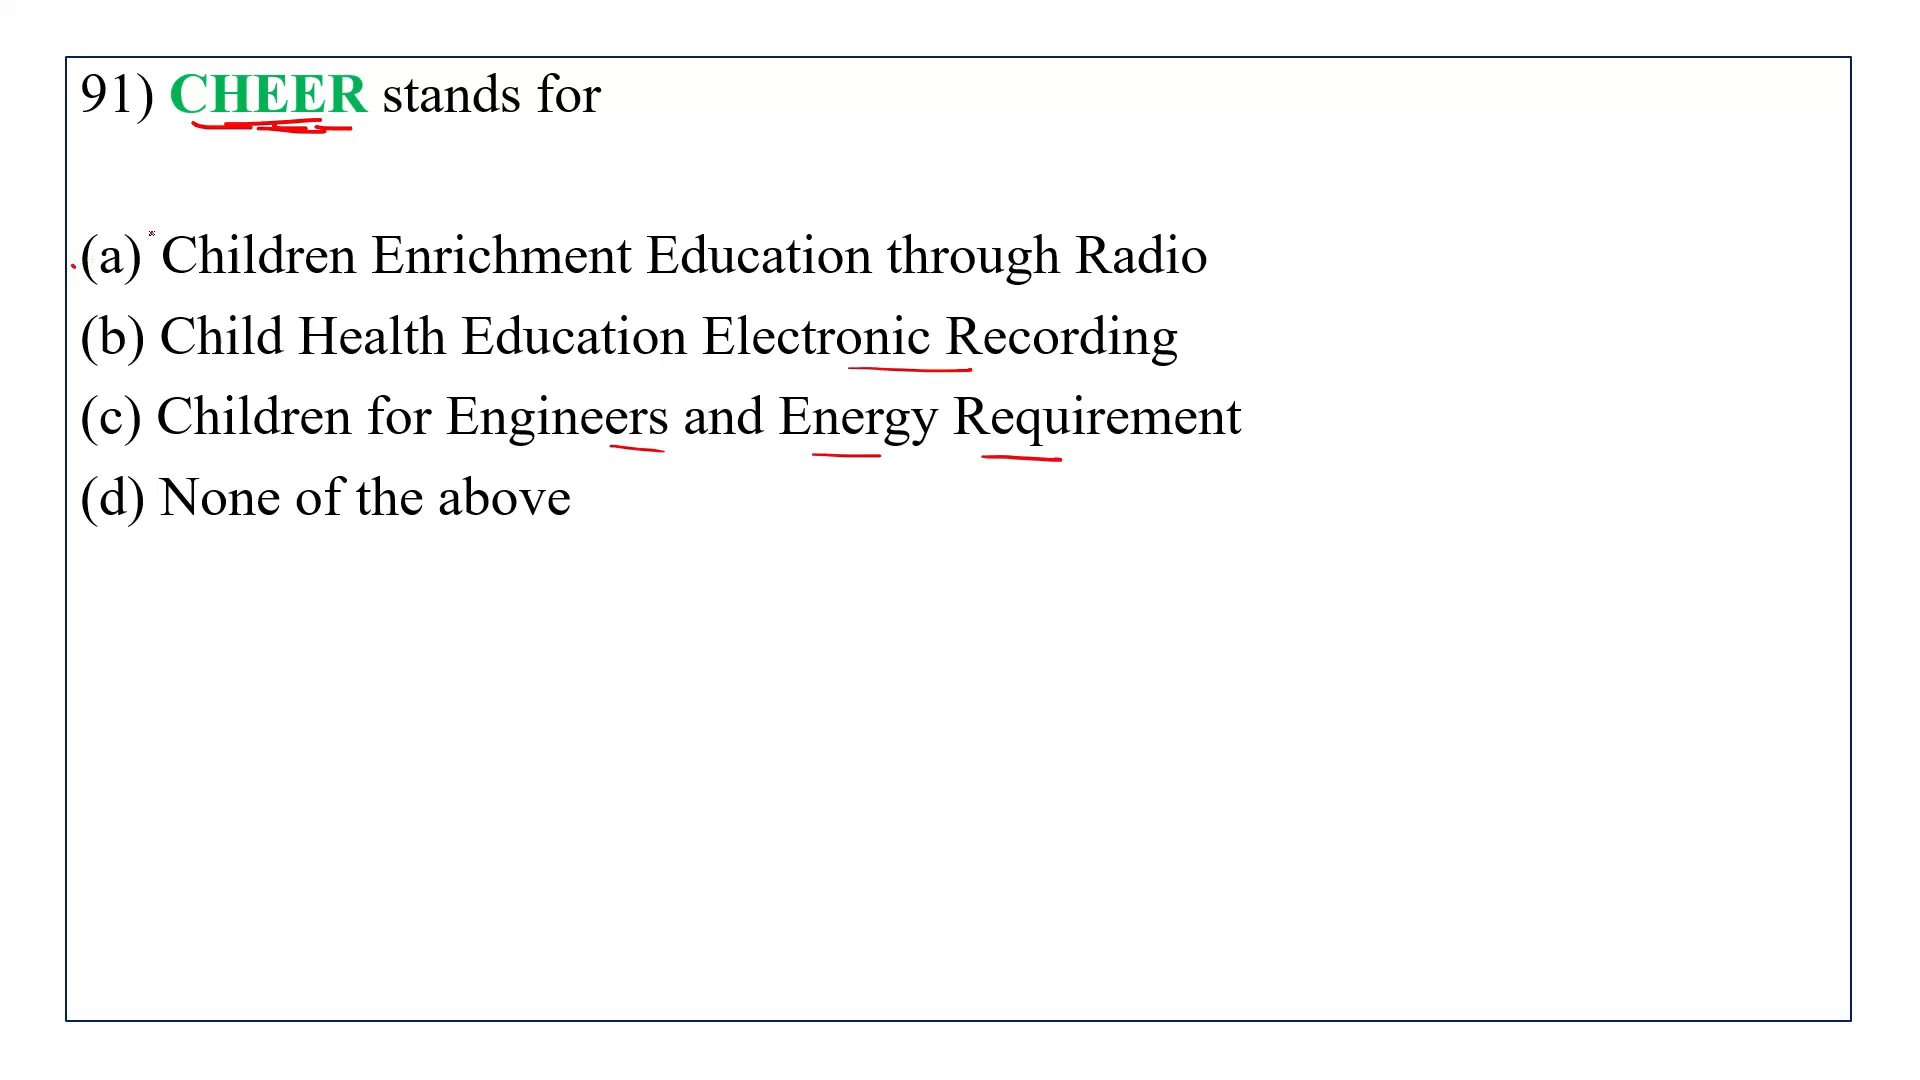 91) CHEER stands for
(a) Children Enrichment Education through Radio
(b) Child Health Education Electronic Recording
(c) Children for Engineers and Energy Requirement
(d) None of the above